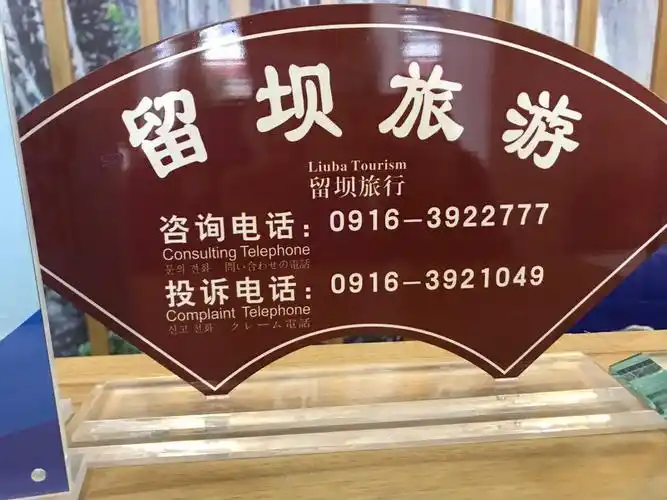 留坝旅游
Liuba Tourism
留坝旅行
咨询电话：0916-3922777
Consulting Telephone
문의 전화 問い合わせの電話
投诉电话：0916-3921049
Complaint Telephone
신고 전화 クレーム電話